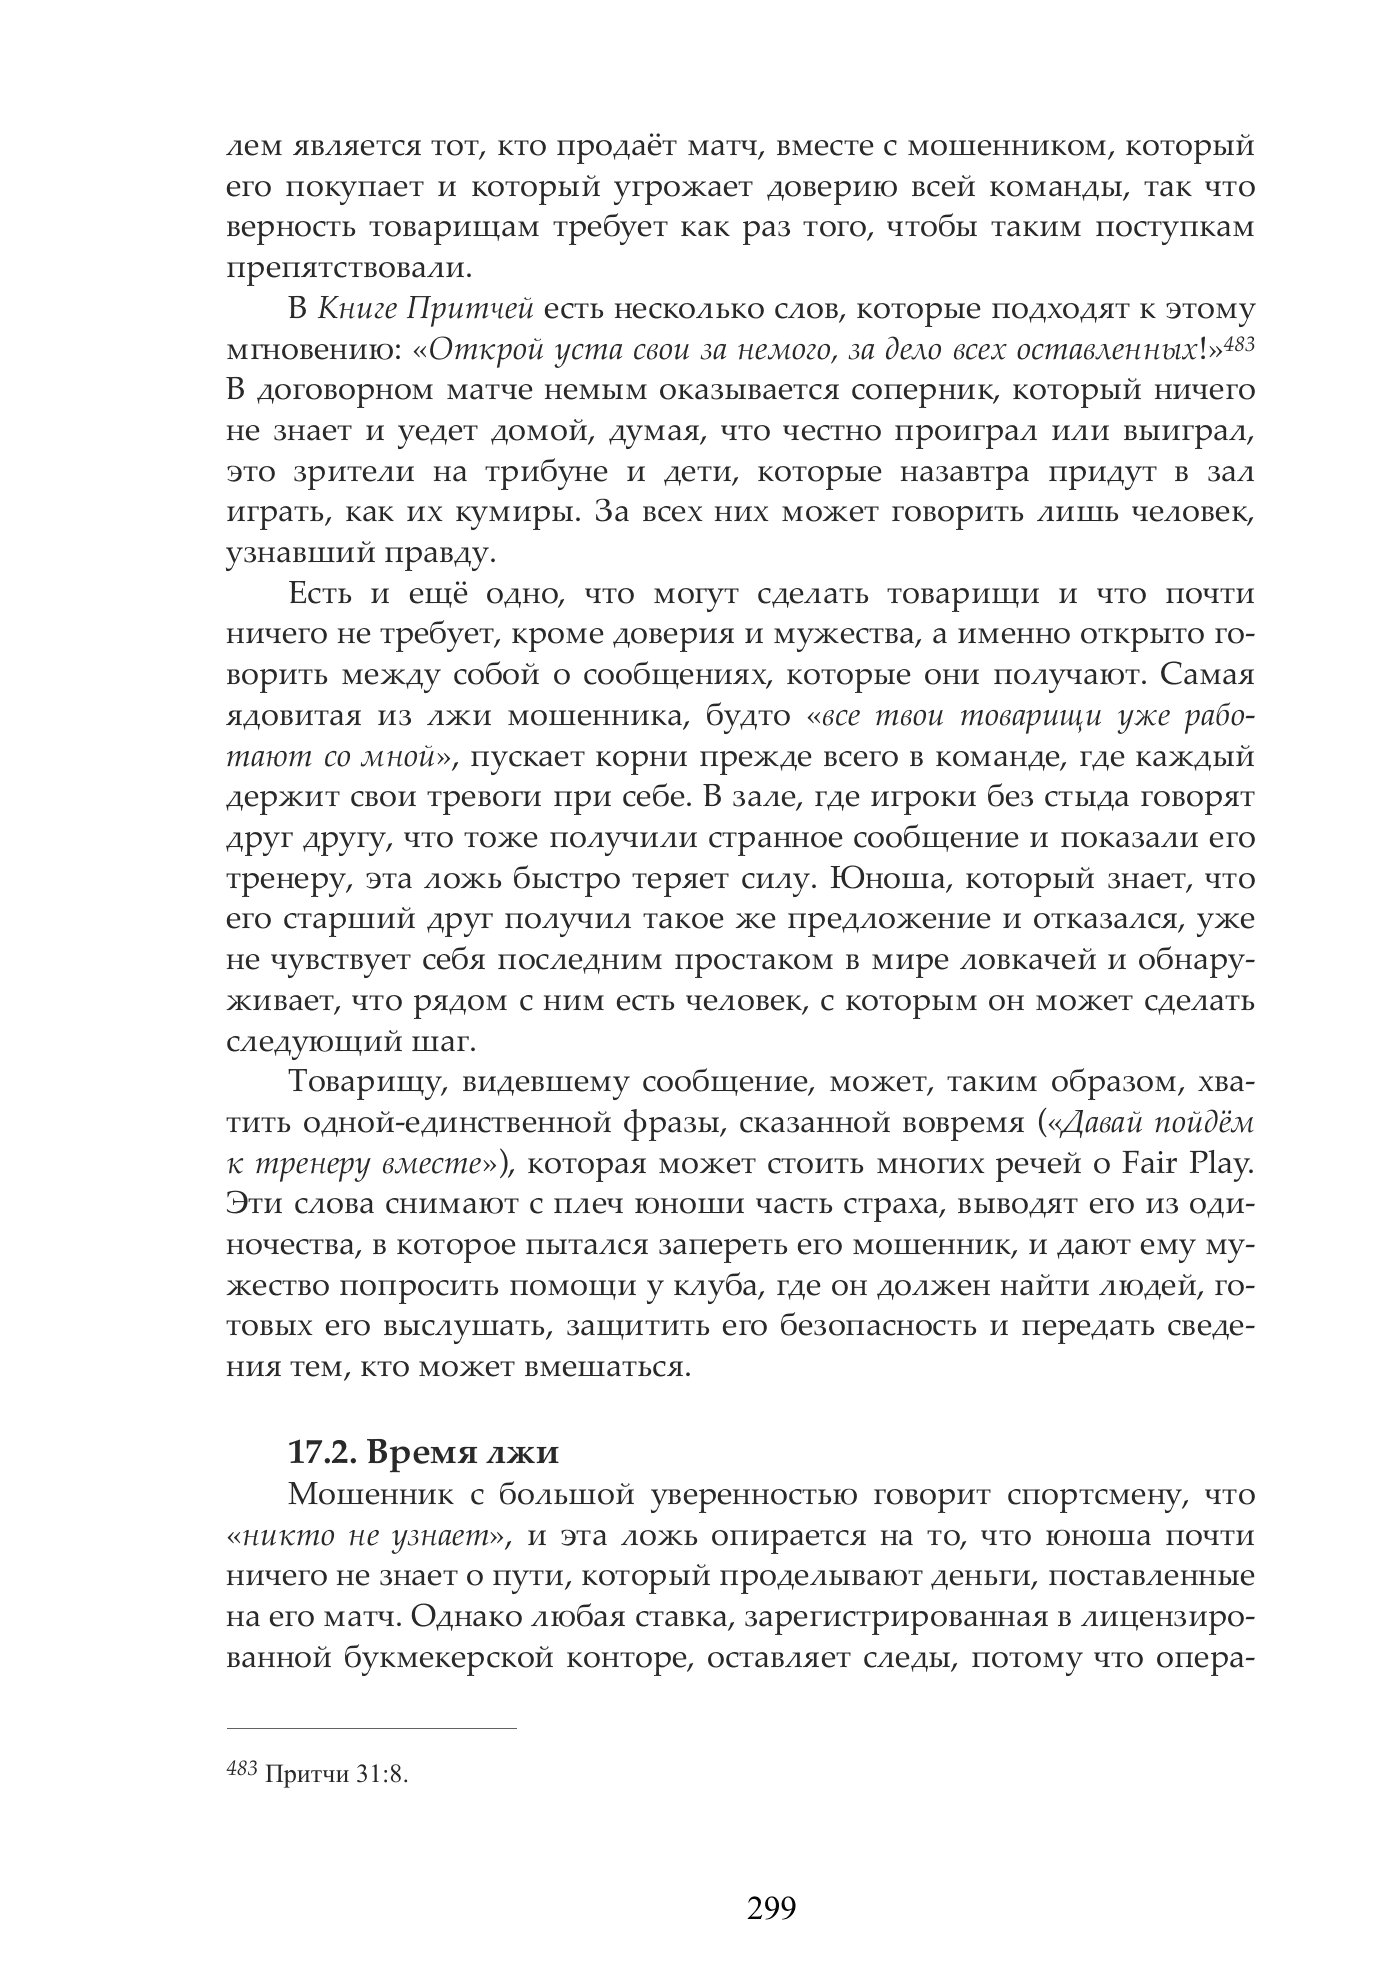 лем является тот, кто продаёт матч, вместе с мошенником, который
его покупает и который угрожает доверию всей команды, так что
верность товарищам требует как раз того, чтобы таким поступкам
препятствовали.
В Книге Притчей есть несколько слов, которые подходят к этому
мгновению: «Открой уста свои за немого, за дело всех оставленных!»483
В договорном матче немым оказывается соперник, который ничего
не знает и уедет домой, думая, что честно проиграл или выиграл,
это зрители на трибуне и дети, которые назавтра придут в зал
играть, как их кумиры. За всех них может говорить лишь человек,
узнавший правду.
Есть и ещё одно, что могут сделать товарищи и что почти
ничего не требует, кроме доверия и мужества, а именно открыто го-
ворить между собой о сообщениях, которые они получают. Самая
ядовитая из лжи мошенника, будто «все твои товарищи уже рабо-
тают со мной», пускает корни прежде всего в команде, где каждый
держит свои тревоги при себе. В зале, где игроки без стыда говорят
друг другу, что тоже получили странное сообщение и показали его
тренеру, эта ложь быстро теряет силу. Юноша, который знает, что
его старший друг получил такое же предложение и отказался, уже
не чувствует себя последним простаком в мире ловкачей и обнару-
живает, что рядом с ним есть человек, с которым он может сделать
следующий шаг.
Товарищу, видевшему сообщение, может, таким образом, хва-
тить одной-единственной фразы, сказанной вовремя («Давай пойдём
к тренеру вместе»), которая может стоить многих речей о Fair Play.
Эти слова снимают с плеч юноши часть страха, выводят его из оди-
ночества, в которое пытался запереть его мошенник, и дают ему му-
жество попросить помощи у клуба, где он должен найти людей, го-
товых его выслушать, защитить его безопасность и передать сведе-
ния тем, кто может вмешаться.
17.2. Время лжи
Мошенник с большой уверенностью говорит спортсмену, что
«никто не узнает», и эта ложь опирается на то, что юноша почти
ничего не знает о пути, который проделывают деньги, поставленные
на его матч. Однако любая ставка, зарегистрированная в лицензиро-
ванной букмекерской конторе, оставляет следы, потому что опера-
483 Притчи 31:8.
299